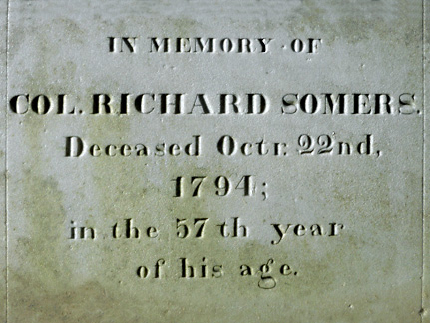 IN MEMORY OF
COL. RICHARD SOMERS.
Deceased Octr. 22nd,
1794;
in the 57th year
of his age.